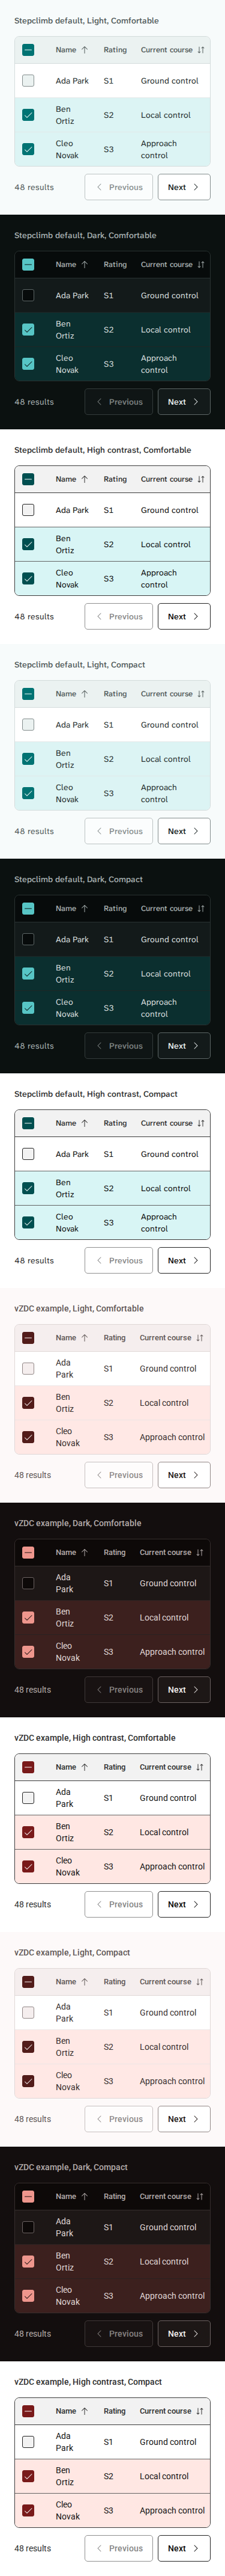 Stepclimb default, Light, Comfortable
Name Rating Current course
Ada Park S1 Ground control
Ben
Ortiz S2 Local control
Cleo
Novak S3 Approach
control
48 results Previous Next
Stepclimb default, Dark, Comfortable
Name Rating Current course
Ada Park S1 Ground control
Ben
Ortiz S2 Local control
Cleo
Novak S3 Approach
control
48 results Previous Next
Stepclimb default, High contrast, Comfortable
Name Rating Current course
Ada Park S1 Ground control
Ben
Ortiz S2 Local control
Cleo
Novak S3 Approach
control
48 results Previous Next
Stepclimb default, Light, Compact
Name Rating Current course
Ada Park S1 Ground control
Ben
Ortiz S2 Local control
Cleo
Novak S3 Approach
control
48 results Previous Next
Stepclimb default, Dark, Compact
Name Rating Current course
Ada Park S1 Ground control
Ben
Ortiz S2 Local control
Cleo
Novak S3 Approach
control
48 results Previous Next
Stepclimb default, High contrast, Compact
Name Rating Current course
Ada Park S1 Ground control
Ben
Ortiz S2 Local control
Cleo
Novak S3 Approach
control
48 results Previous Next
vZDC example, Light, Comfortable
Name Rating Current course
Ada
Park S1 Ground control
Ben
Ortiz S2 Local control
Cleo
Novak S3 Approach control
48 results Previous Next
vZDC example, Dark, Comfortable
Name Rating Current course
Ada
Park S1 Ground control
Ben
Ortiz S2 Local control
Cleo
Novak S3 Approach control
48 results Previous Next
vZDC example, High contrast, Comfortable
Name Rating Current course
Ada
Park S1 Ground control
Ben
Ortiz S2 Local control
Cleo
Novak S3 Approach control
48 results Previous Next
vZDC example, Light, Compact
Name Rating Current course
Ada
Park S1 Ground control
Ben
Ortiz S2 Local control
Cleo
Novak S3 Approach control
48 results Previous Next
vZDC example, Dark, Compact
Name Rating Current course
Ada
Park S1 Ground control
Ben
Ortiz S2 Local control
Cleo
Novak S3 Approach control
48 results Previous Next
vZDC example, High contrast, Compact
Name Rating Current course
Ada
Park S1 Ground control
Ben
Ortiz S2 Local control
Cleo
Novak S3 Approach control
48 results Previous Next